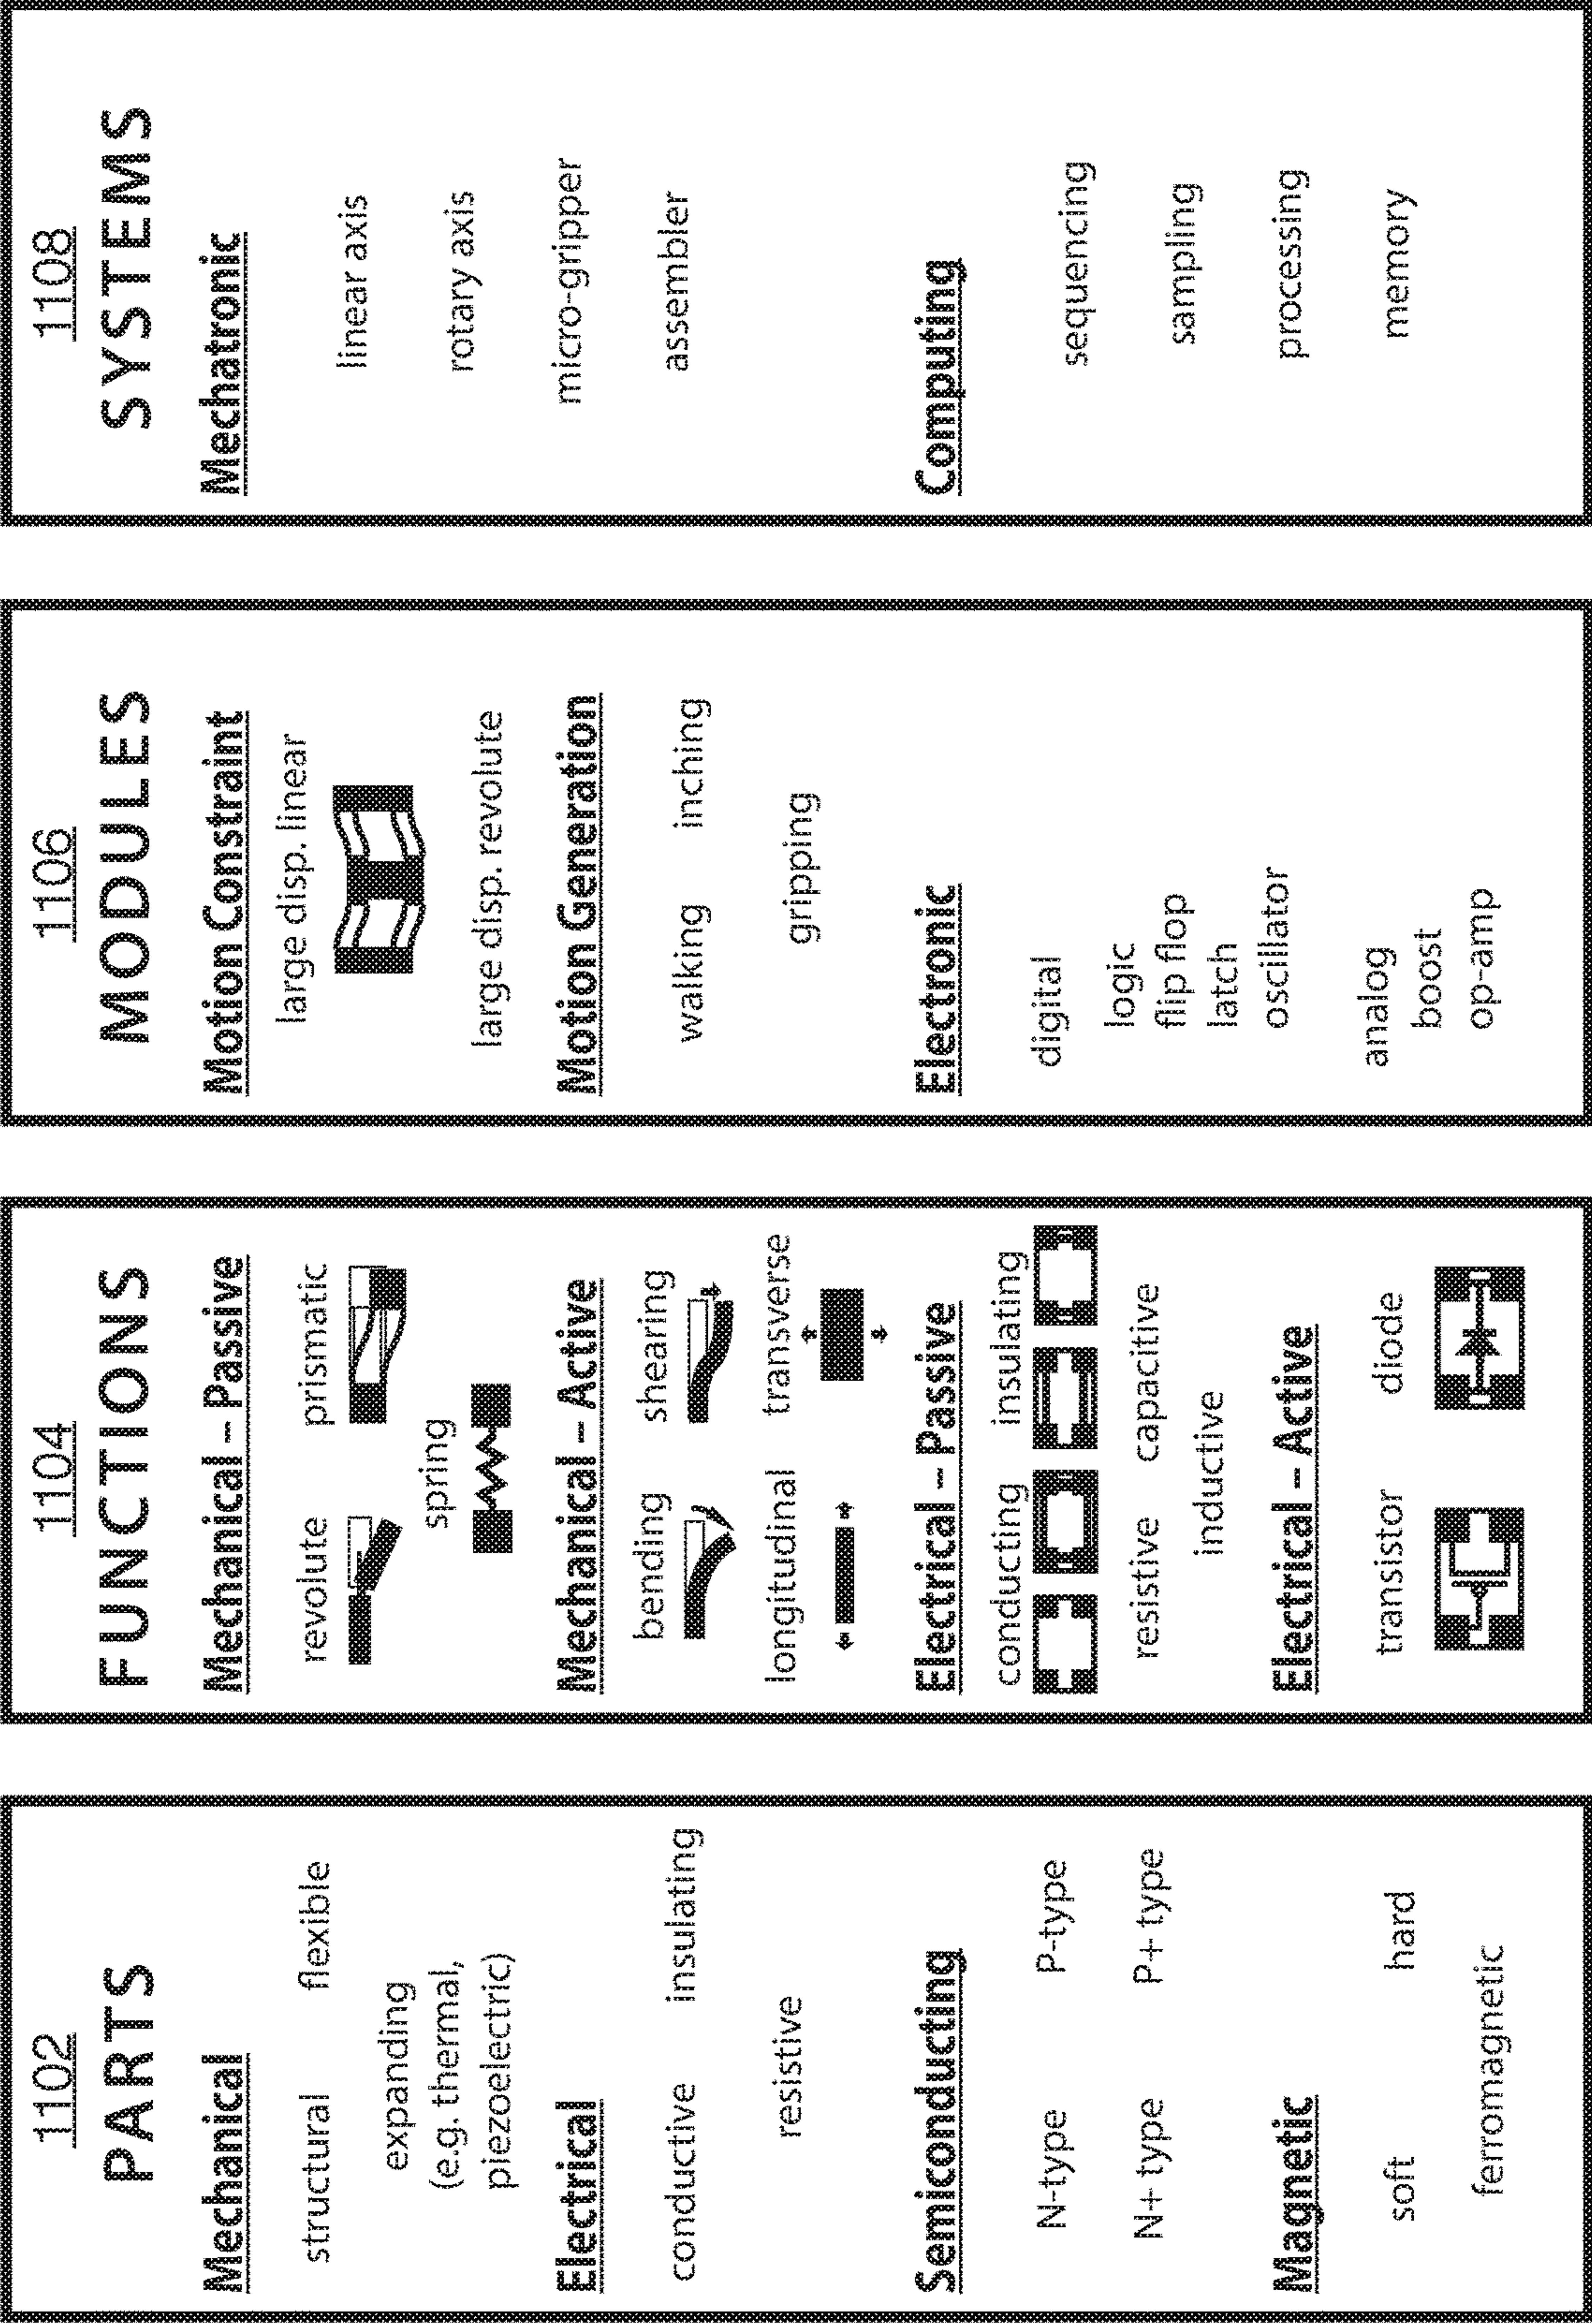 1102
PARTS
Mechanical
structural flexible
expanding
(e.g. thermal,
piezoelectric)
Electrical
conductive insulating
resistive
Semiconducting
N-type P-type
N+ type P+ type
Magnetic
soft hard
ferromagnetic
1104
FUNCTIONS
Mechanical – Passive
revolute prismatic
spring
Mechanical – Active
bending shearing
longitudinal transverse
Electrical – Passive
conducting insulating
resistive capacitive
inductive
Electrical – Active
transistor diode
1106
MODULES
Motion Constraint
large disp. linear
large disp. revolute
Motion Generation
walking inching
gripping
Electronic
digital
logic
flip flop
latch
oscillator
analog
boost
op-amp
1108
SYSTEMS
Mechatronic
linear axis
rotary axis
micro-gripper
assembler
Computing
sequencing
sampling
processing
memory